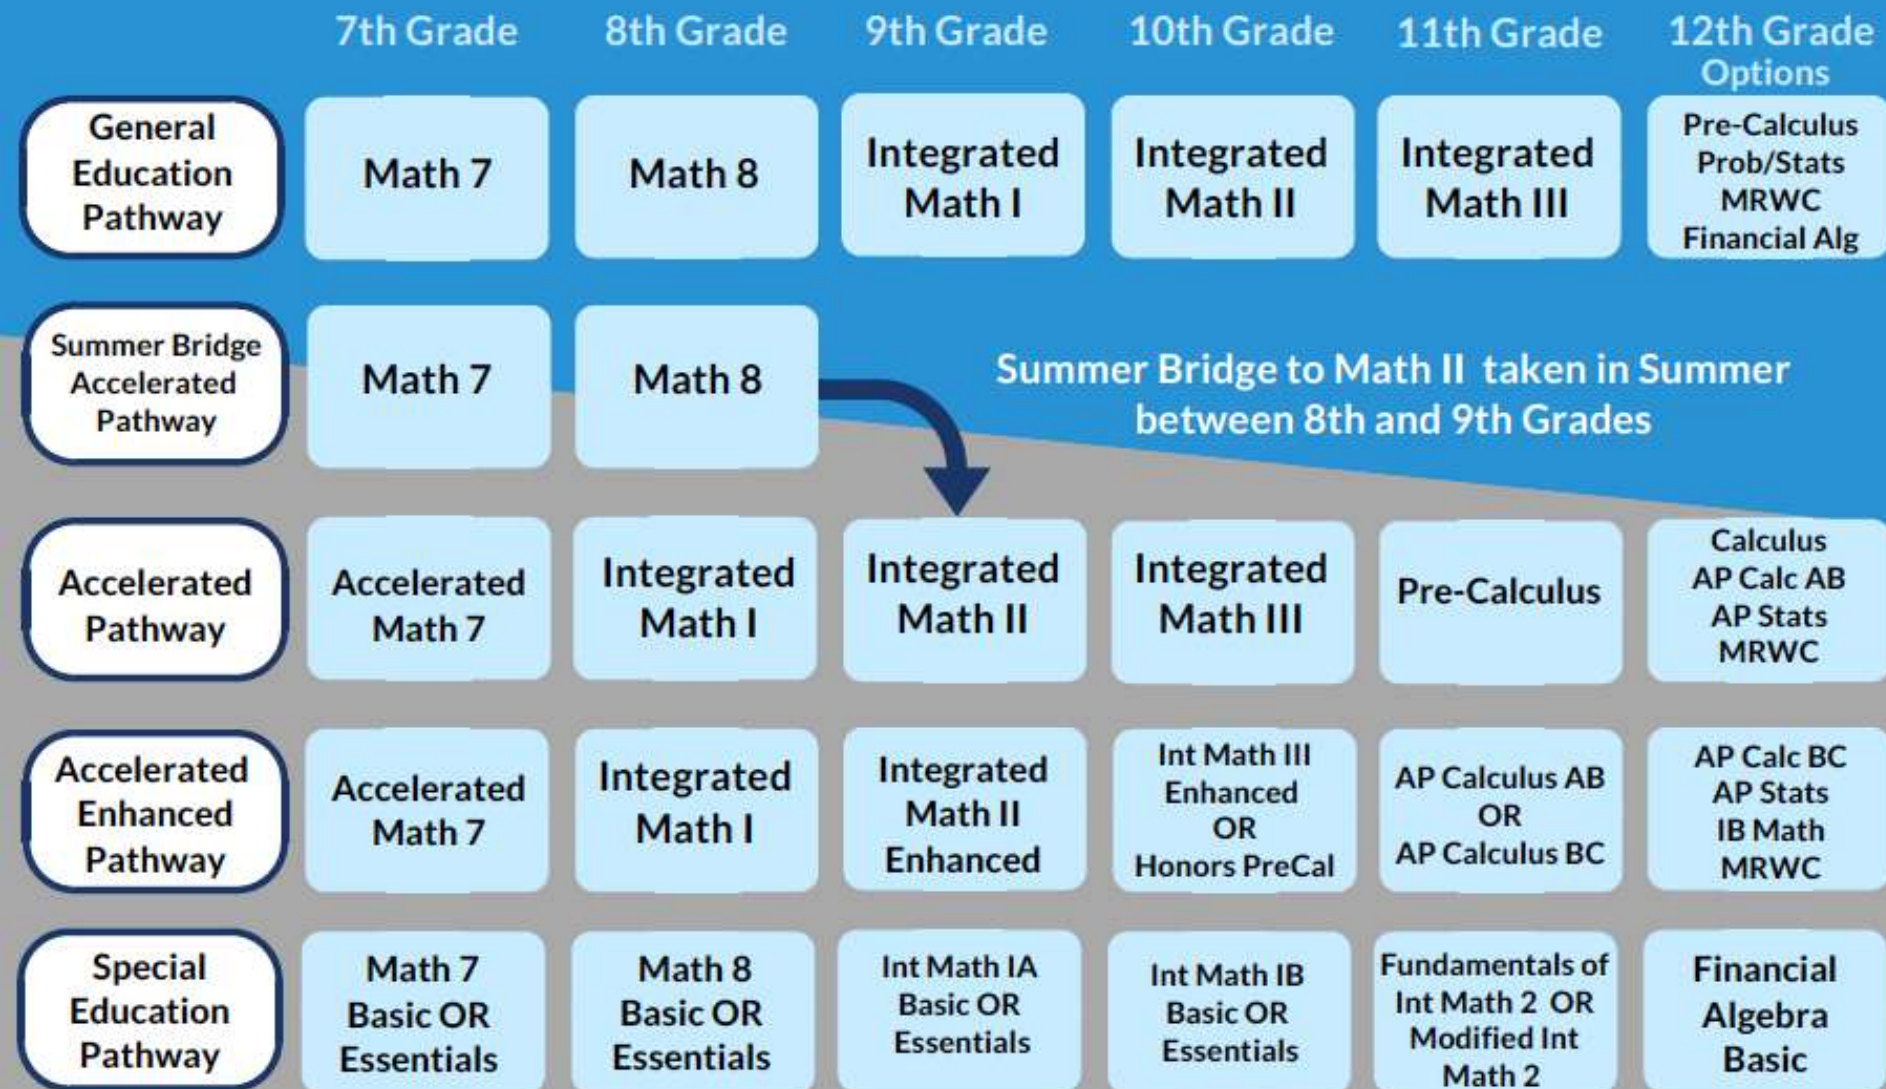 7th Grade
8th Grade
9th Grade
10th Grade
11th Grade
12th Grade
Options
General
Education
Pathway
Math 7
Math 8
Integrated
Math I
Integrated
Math II
Integrated
Math III
Pre-Calculus
Prob/Stats
MRWC
Financial Alg
Summer Bridge
Accelerated
Pathway
Math 7
Math 8
Summer Bridge to Math II taken in Summer
between 8th and 9th Grades
Accelerated
Pathway
Accelerated
Math 7
Integrated
Math I
Integrated
Math II
Integrated
Math III
Pre-Calculus
Calculus
AP Calc AB
AP Stats
MRWC
Accelerated
Enhanced
Pathway
Accelerated
Math 7
Integrated
Math I
Integrated
Math II
Enhanced
Int Math III
Enhanced
OR
Honors PreCal
AP Calculus AB
OR
AP Calculus BC
AP Calc BC
AP Stats
IB Math
MRWC
Special
Education
Pathway
Math 7
Basic OR
Essentials
Math 8
Basic OR
Essentials
Int Math IA
Basic OR
Essentials
Int Math IB
Basic OR
Essentials
Fundamentals of
Int Math 2 OR
Modified Int
Math 2
Financial
Algebra
Basic